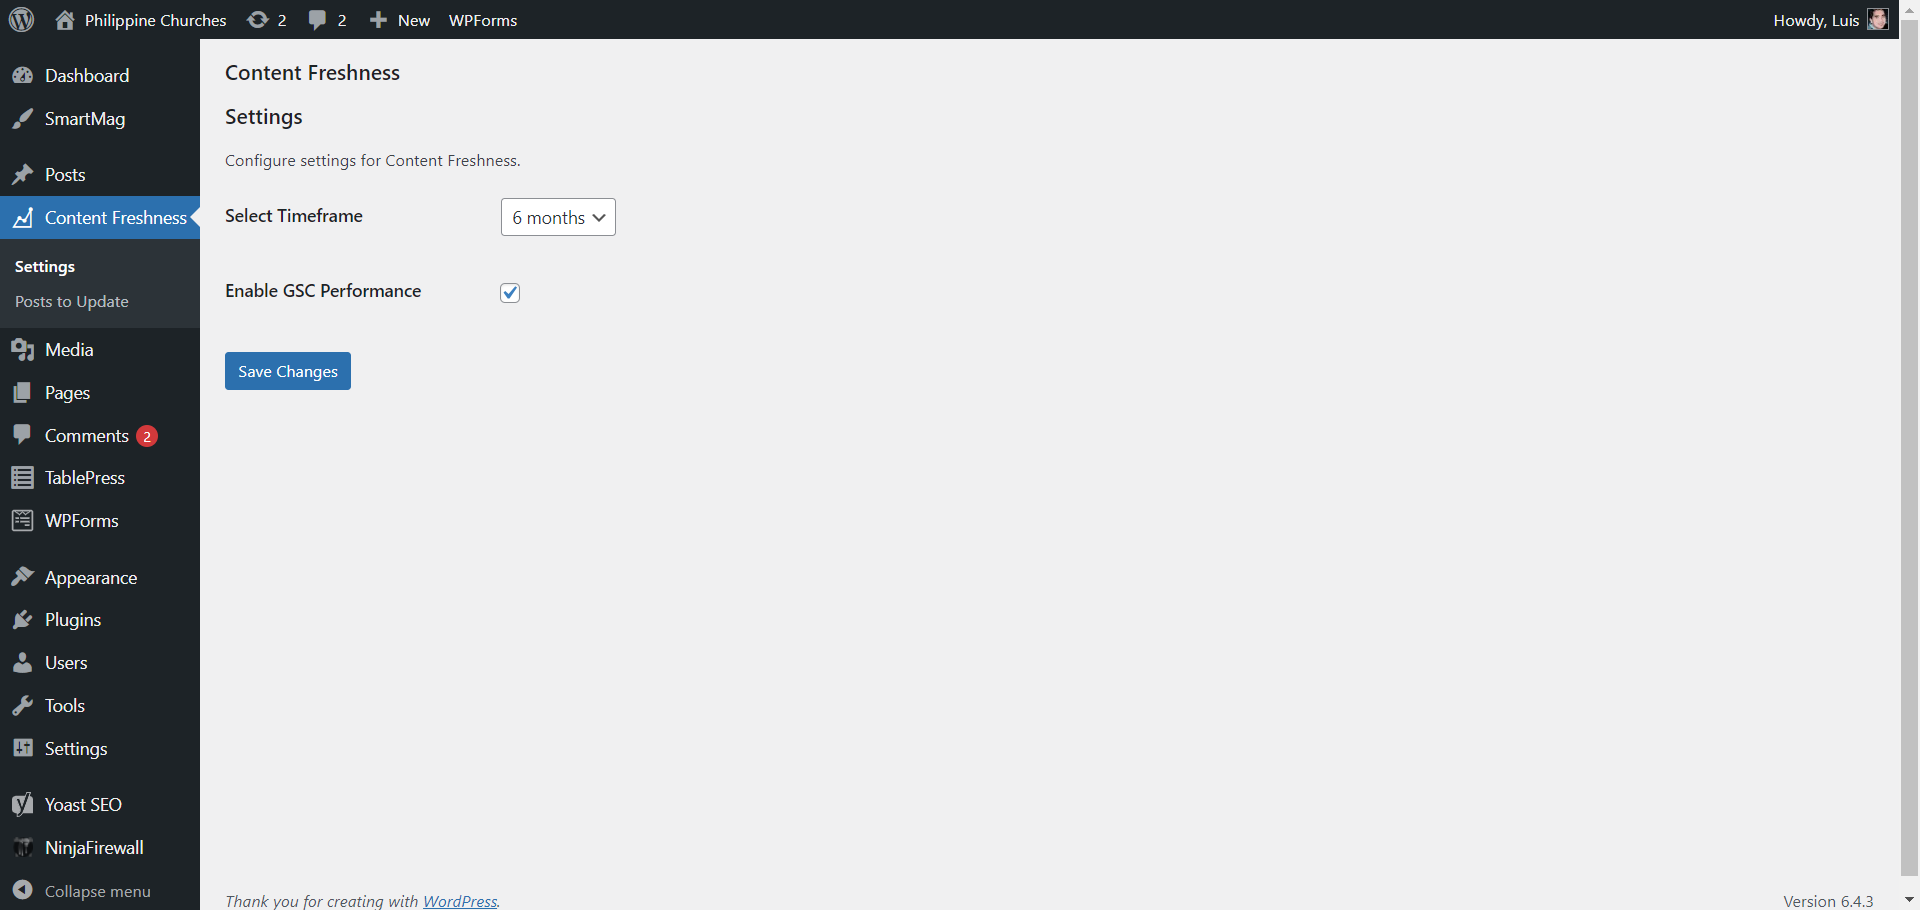 Philippine Churches 2 2 New WPForms Howdy, Luis
Dashboard
SmartMag
Posts
Content Freshness
Settings
Posts to Update
Media
Pages
Comments 2
TablePress
WPForms
Appearance
Plugins
Users
Tools
Settings
Yoast SEO
NinjaFirewall
Collapse menu
Content Freshness
Settings
Configure settings for Content Freshness.
Select Timeframe 6 months
Enable GSC Performance
Save Changes
Thank you for creating with WordPress. Version 6.4.3